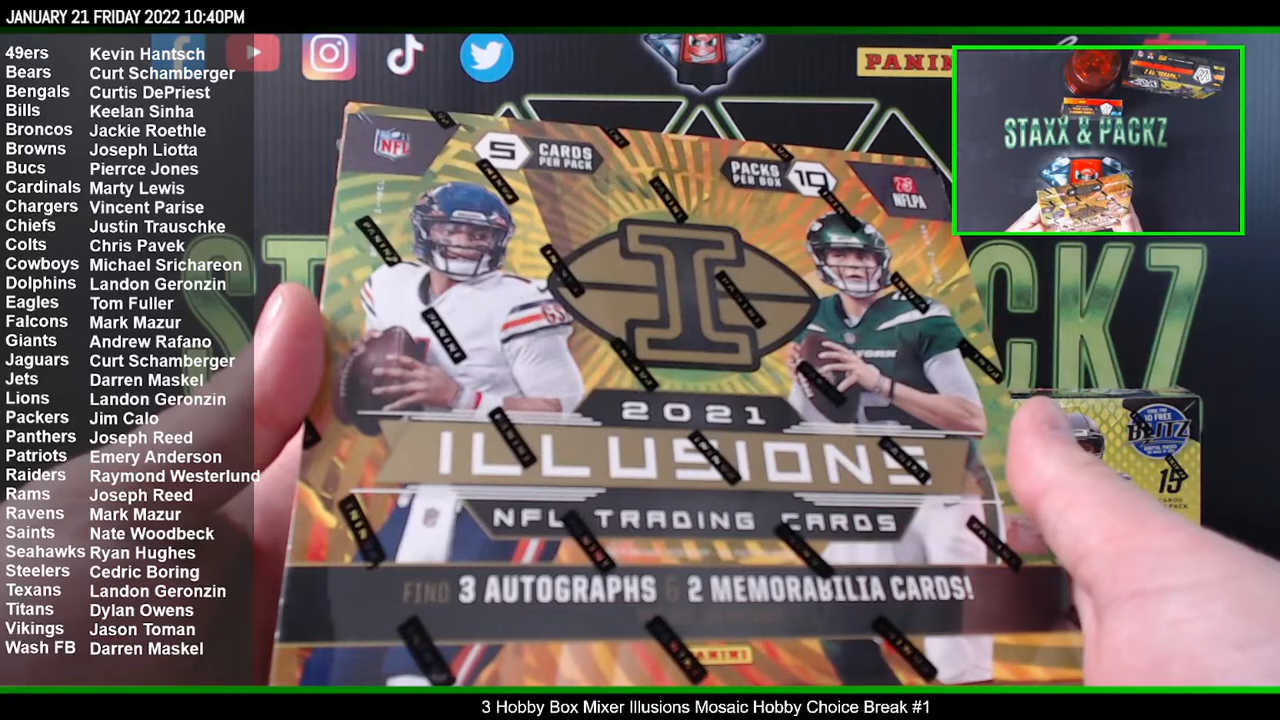 JANUARY 21 FRIDAY 2022 10:40PM
49ers Kevin Hantsch
Bears Curt Schamberger
Bengals Curtis DePriest
Bills Keelan Sinha
Broncos Jackie Roethle
Browns Joseph Liotta
Bucs Pierrce Jones
Cardinals Marty Lewis
Chargers Vincent Parise
Chiefs Justin Trauschke
Colts Chris Pavek
Cowboys Michael Srichareon
Dolphins Landon Geronzin
Eagles Tom Fuller
Falcons Mark Mazur
Giants Andrew Rafano
Jaguars Curt Schamberger
Jets Darren Maskel
Lions Landon Geronzin
Packers Jim Calo
Panthers Joseph Reed
Patriots Emery Anderson
Raiders Raymond Westerlund
Rams Joseph Reed
Ravens Mark Mazur
Saints Nate Woodbeck
Seahawks Ryan Hughes
Steelers Cedric Boring
Texans Landon Geronzin
Titans Dylan Owens
Vikings Jason Toman
Wash FB Darren Maskel
PANINI
STAXX & PACKZ
NFL
5 CARDS PER PACK
PACKS PER BOX 10
NFLPA
I
2021
ILLUSIONS
NFL TRADING CARDS
FIND 3 AUTOGRAPHS & 2 MEMORABILIA CARDS!
PANINI
BLITZ
15
3 Hobby Box Mixer Illusions Mosaic Hobby Choice Break #1